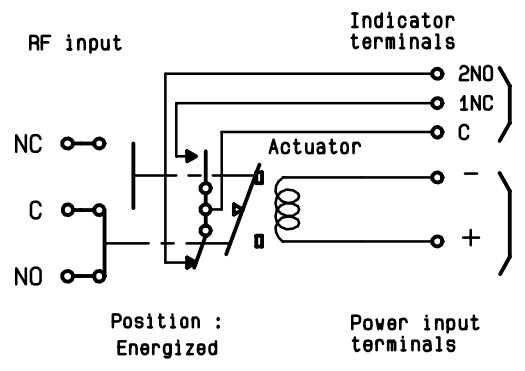 Indicator
terminals
RF input
2NO
1NC
C
Actuator
NC
C
NO
−
+
Position :
Energized
Power input
terminals